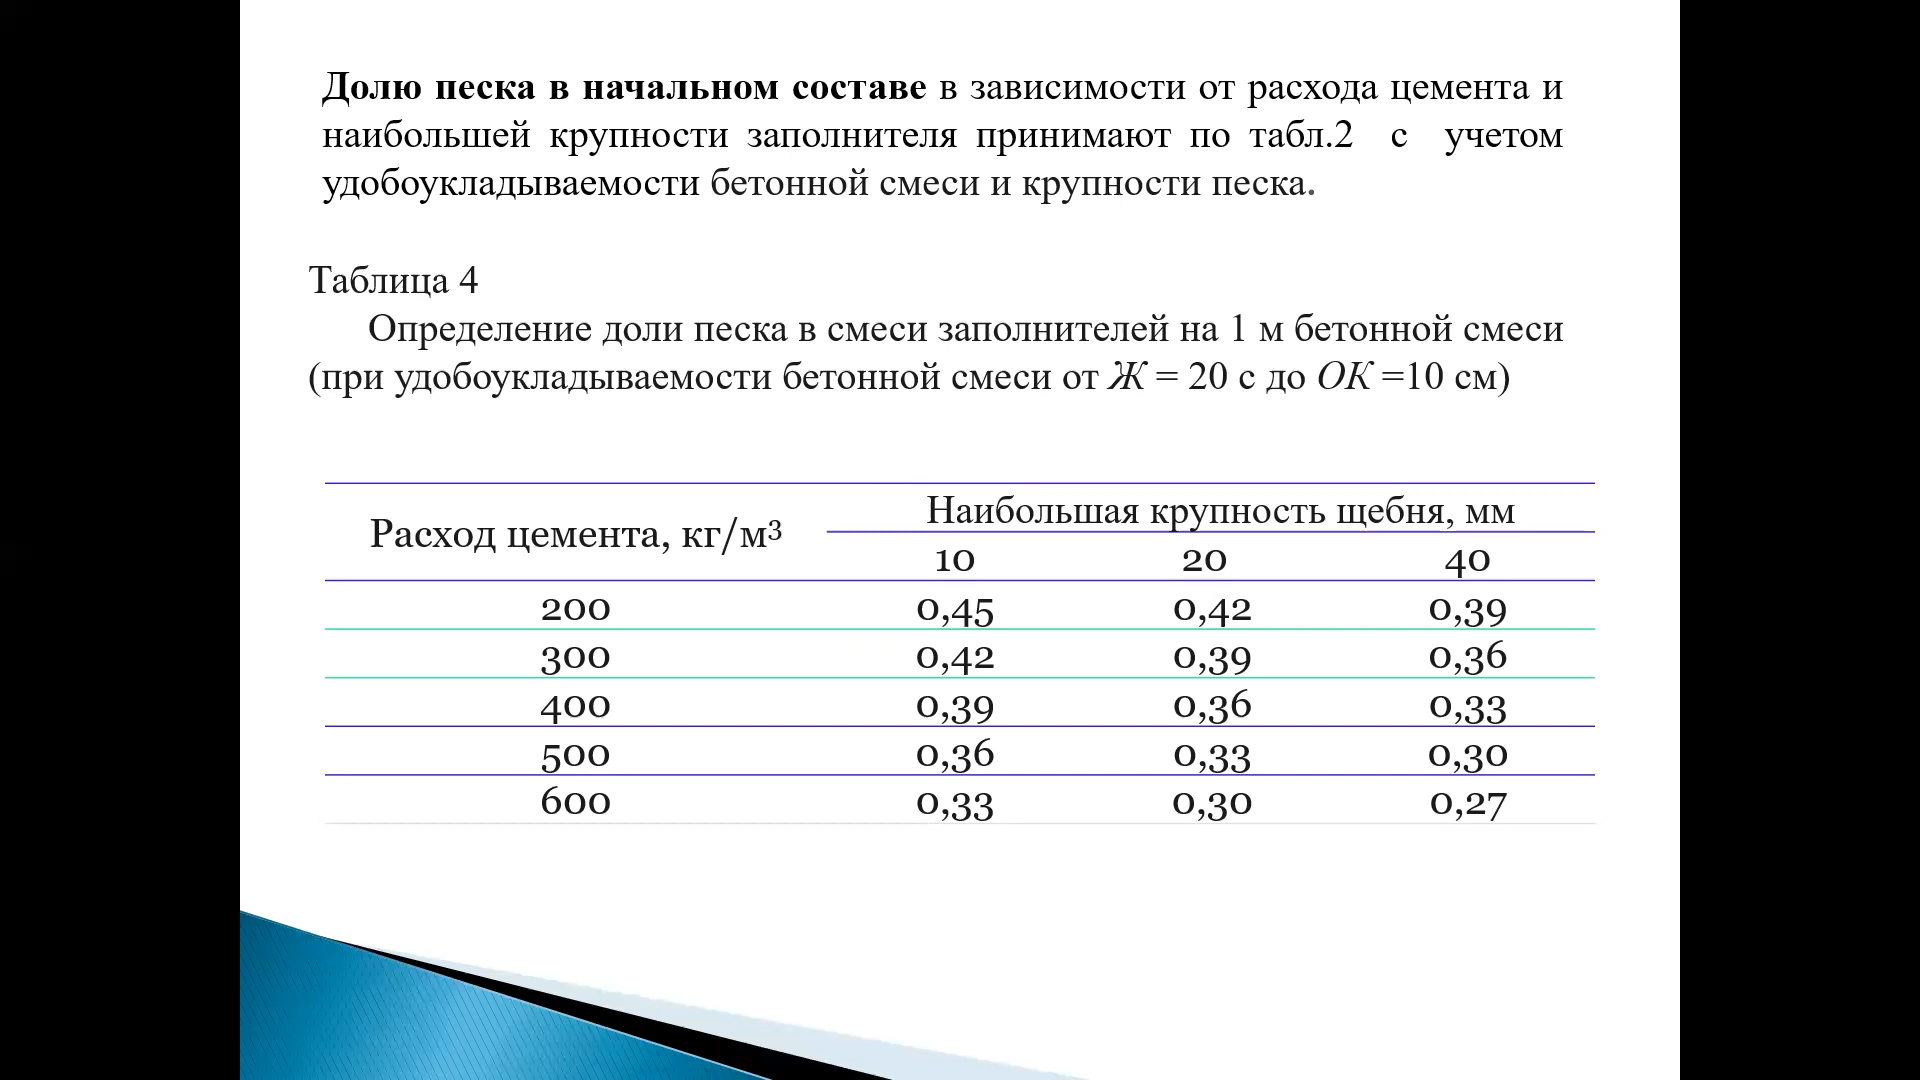 Долю песка в начальном составе в зависимости от расхода цемента и
наибольшей крупности заполнителя принимают по табл.2 с учетом
удобоукладываемости бетонной смеси и крупности песка.
Таблица 4
Определение доли песка в смеси заполнителей на 1 м бетонной смеси
(при удобоукладываемости бетонной смеси от Ж = 20 с до ОК =10 см)
Расход цемента, кг/м³ Наибольшая крупность щебня, мм
10 20 40
200 0,45 0,42 0,39
300 0,42 0,39 0,36
400 0,39 0,36 0,33
500 0,36 0,33 0,30
600 0,33 0,30 0,27